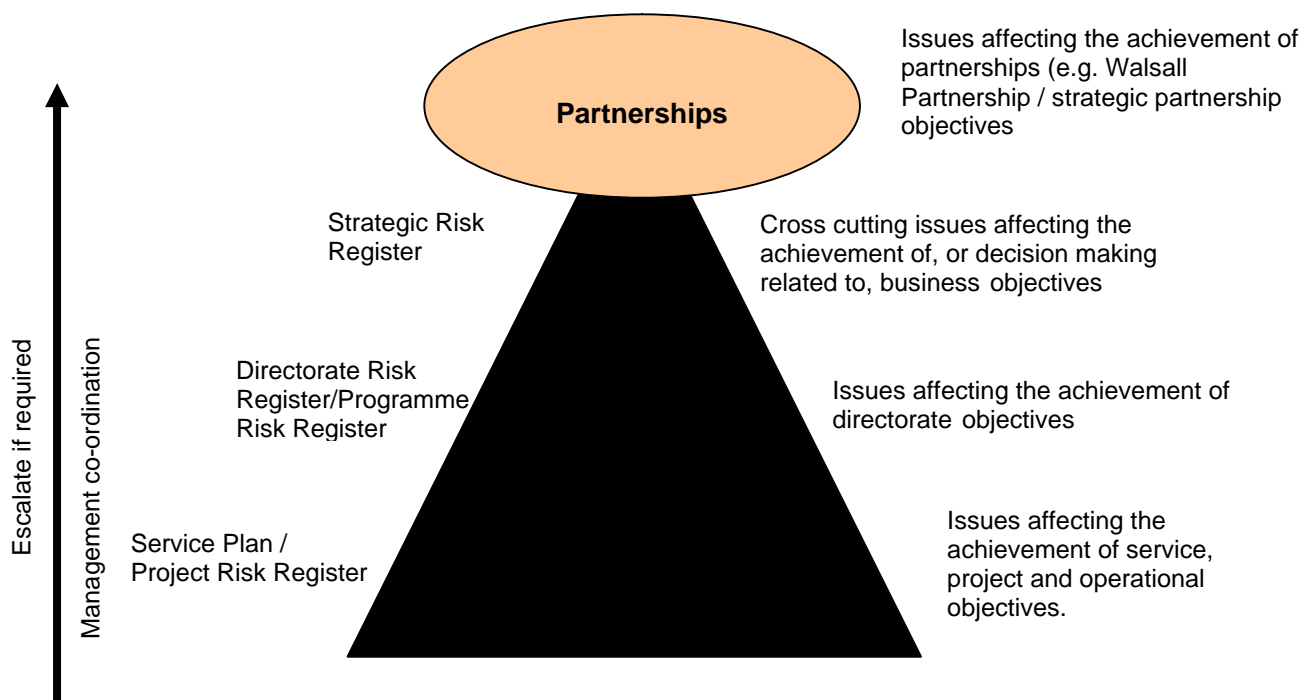 Issues affecting the achievement of
partnerships (e.g. Walsall
Partnership / strategic partnership
objectives
Partnerships
Strategic Risk
Register
Cross cutting issues affecting the
achievement of, or decision making
related to, business objectives
Directorate Risk
Register/Programme
Risk Register
Issues affecting the achievement of
directorate objectives
Service Plan /
Project Risk Register
Issues affecting the
achievement of service,
project and operational
objectives.
Escalate if required
Management co-ordination